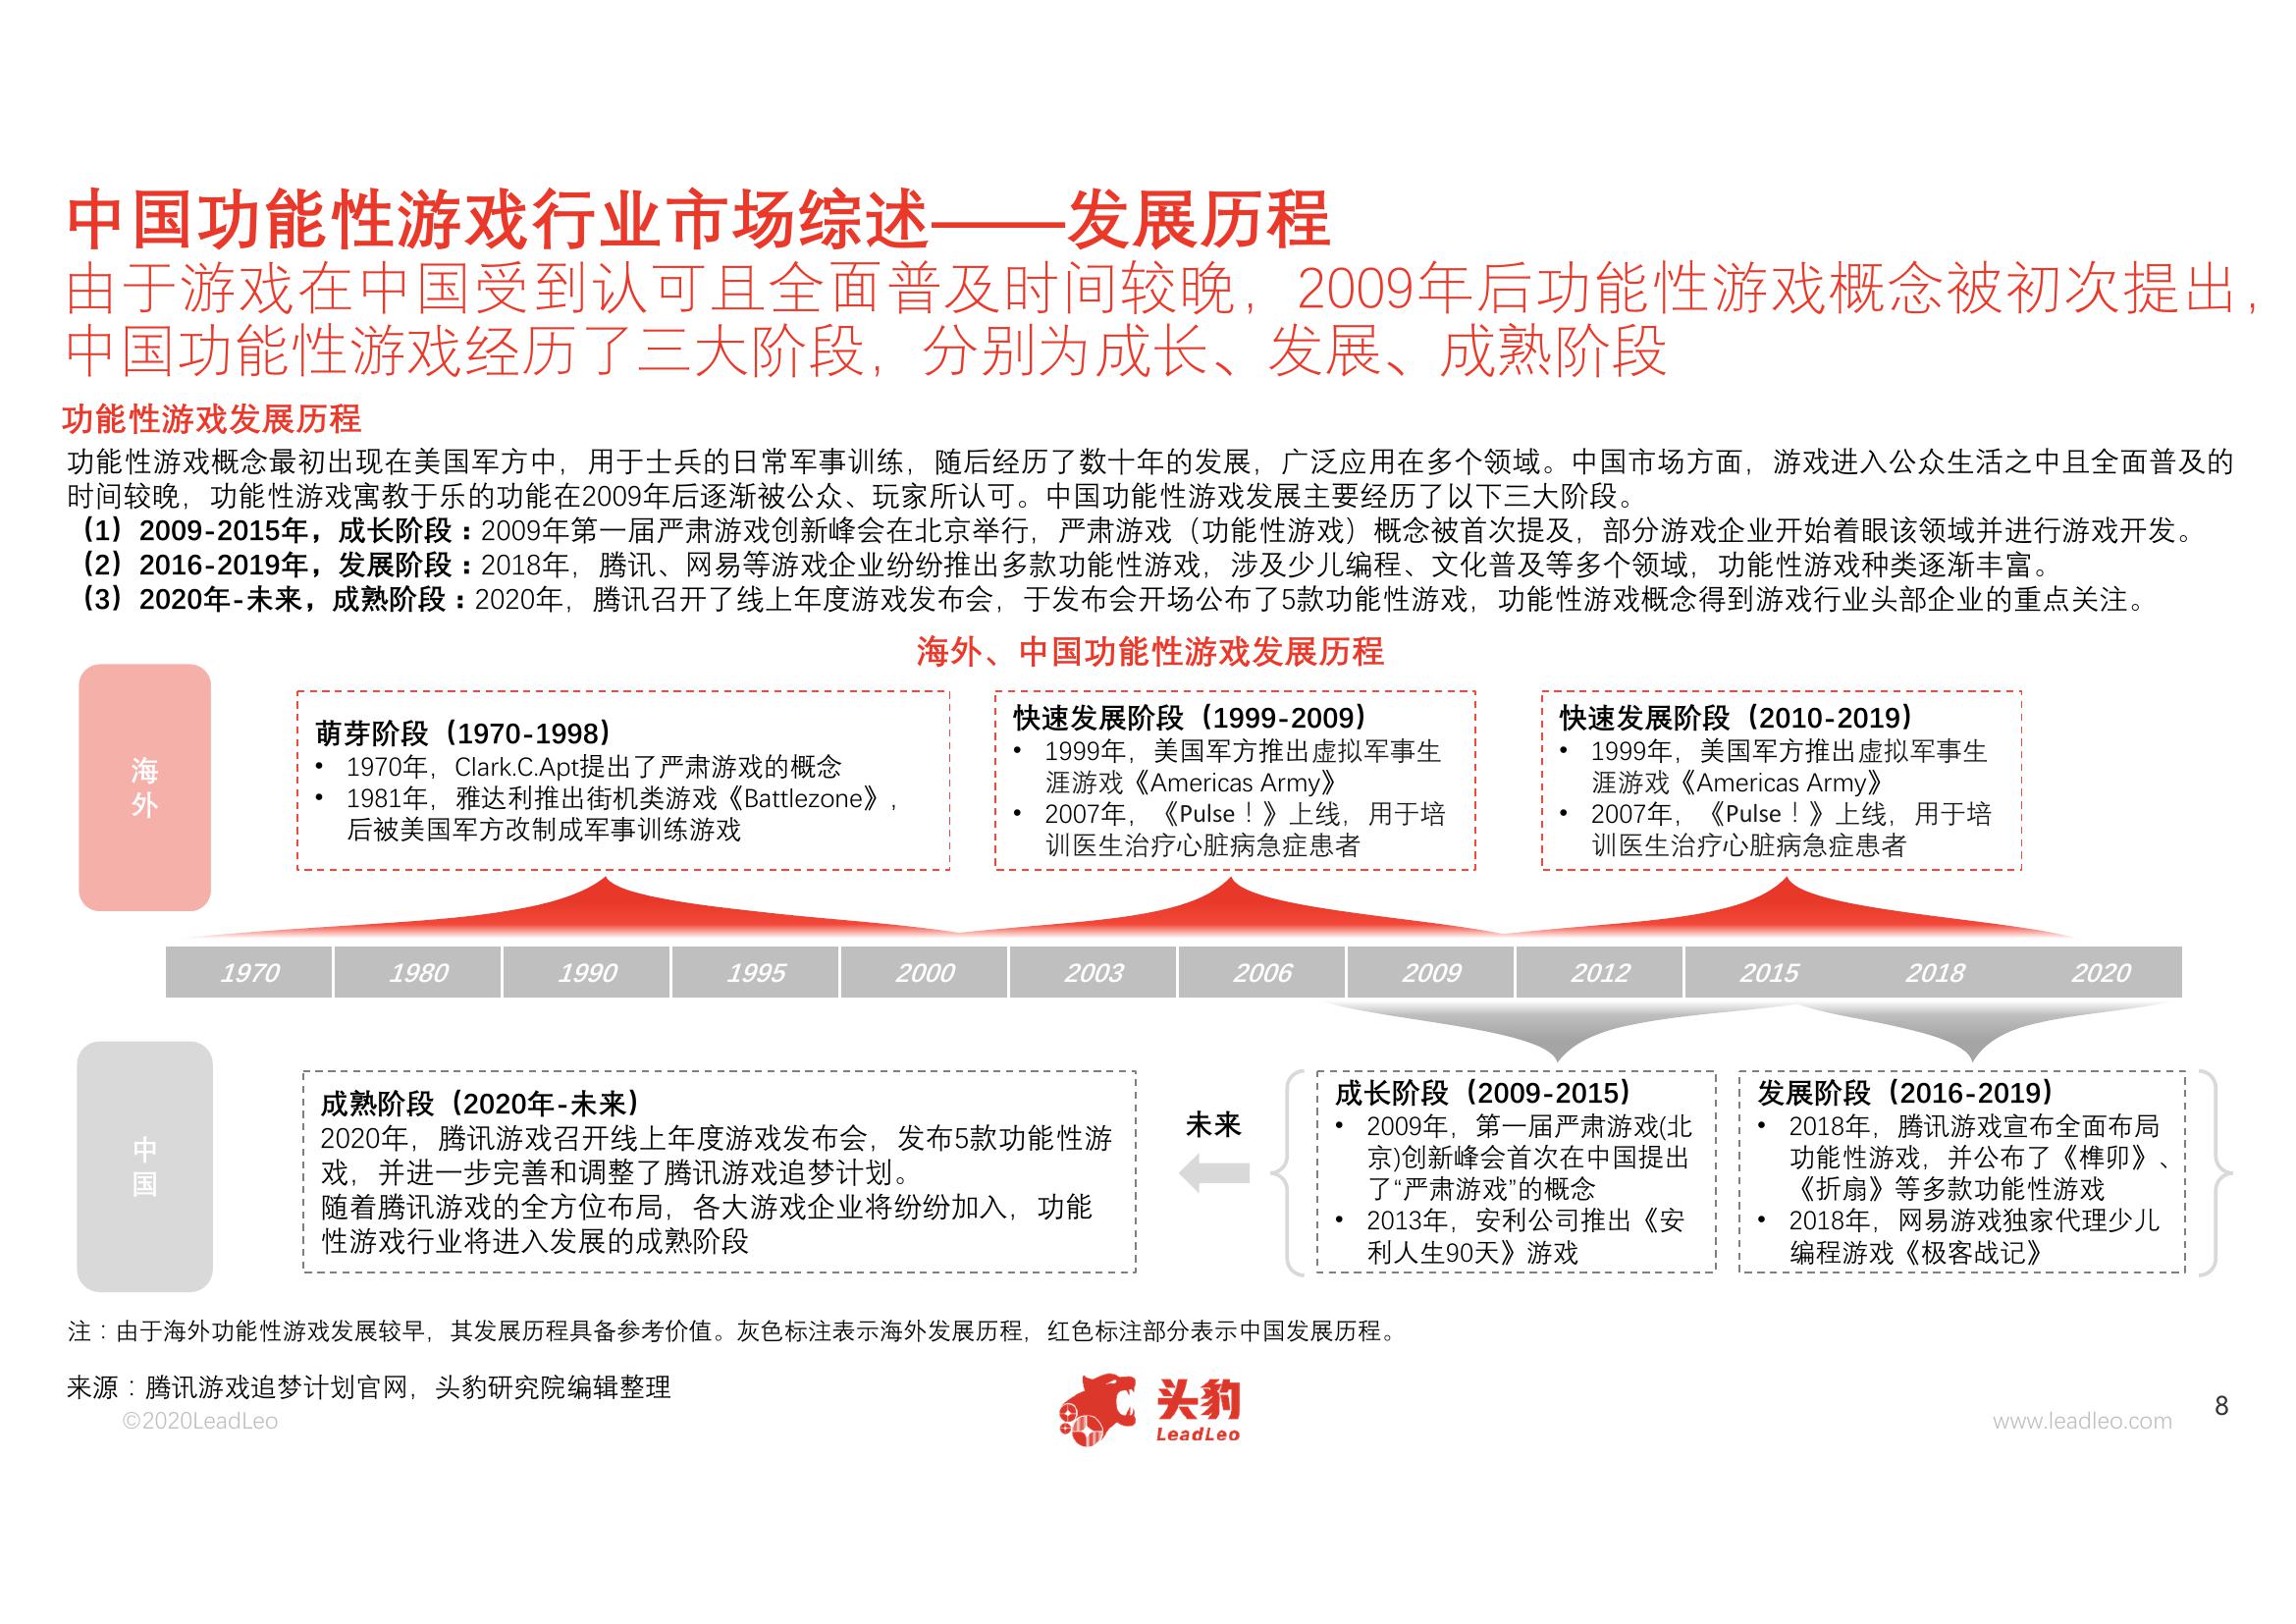 中国功能性游戏行业市场综述——发展历程
由于游戏在中国受到认可且全面普及时间较晚，2009年后功能性游戏概念被初次提出，
中国功能性游戏经历了三大阶段，分别为成长、发展、成熟阶段
功能性游戏发展历程
功能性游戏概念最初出现在美国军方中，用于士兵的日常军事训练，随后经历了数十年的发展，广泛应用在多个领域。中国市场方面，游戏进入公众生活之中且全面普及的
时间较晚，功能性游戏寓教于乐的功能在2009年后逐渐被公众、玩家所认可。中国功能性游戏发展主要经历了以下三大阶段。
（1）2009-2015年，成长阶段：2009年第一届严肃游戏创新峰会在北京举行，严肃游戏（功能性游戏）概念被首次提及，部分游戏企业开始着眼该领域并进行游戏开发。
（2）2016-2019年，发展阶段：2018年，腾讯、网易等游戏企业纷纷推出多款功能性游戏，涉及少儿编程、文化普及等多个领域，功能性游戏种类逐渐丰富。
（3）2020年-未来，成熟阶段：2020年，腾讯召开了线上年度游戏发布会，于发布会开场公布了5款功能性游戏，功能性游戏概念得到游戏行业头部企业的重点关注。
海外、中国功能性游戏发展历程
海
外
萌芽阶段（1970-1998）
• 1970年，Clark.C.Apt提出了严肃游戏的概念
• 1981年，雅达利推出街机类游戏《Battlezone》，
后被美国军方改制成军事训练游戏
快速发展阶段（1999-2009）
• 1999年，美国军方推出虚拟军事生
涯游戏《Americas Army》
• 2007年，《Pulse！》上线，用于培
训医生治疗心脏病急症患者
快速发展阶段（2010-2019）
• 1999年，美国军方推出虚拟军事生
涯游戏《Americas Army》
• 2007年，《Pulse！》上线，用于培
训医生治疗心脏病急症患者
1970 1980 1990 1995 2000 2003 2006 2009 2012 2015 2018 2020
中
国
成熟阶段（2020年-未来）
2020年，腾讯游戏召开线上年度游戏发布会，发布5款功能性游
戏，并进一步完善和调整了腾讯游戏追梦计划。
随着腾讯游戏的全方位布局，各大游戏企业将纷纷加入，功能
性游戏行业将进入发展的成熟阶段
未来
成长阶段（2009-2015）
• 2009年，第一届严肃游戏(北
京)创新峰会首次在中国提出
了“严肃游戏”的概念
• 2013年，安利公司推出《安
利人生90天》游戏
发展阶段（2016-2019）
• 2018年，腾讯游戏宣布全面布局
功能性游戏，并公布了《榫卯》、
《折扇》等多款功能性游戏
• 2018年，网易游戏独家代理少儿
编程游戏《极客战记》
注：由于海外功能性游戏发展较早，其发展历程具备参考价值。灰色标注表示海外发展历程，红色标注部分表示中国发展历程。
来源：腾讯游戏追梦计划官网，头豹研究院编辑整理
©2020LeadLeo
头豹
LeadLeo
www.leadleo.com
8